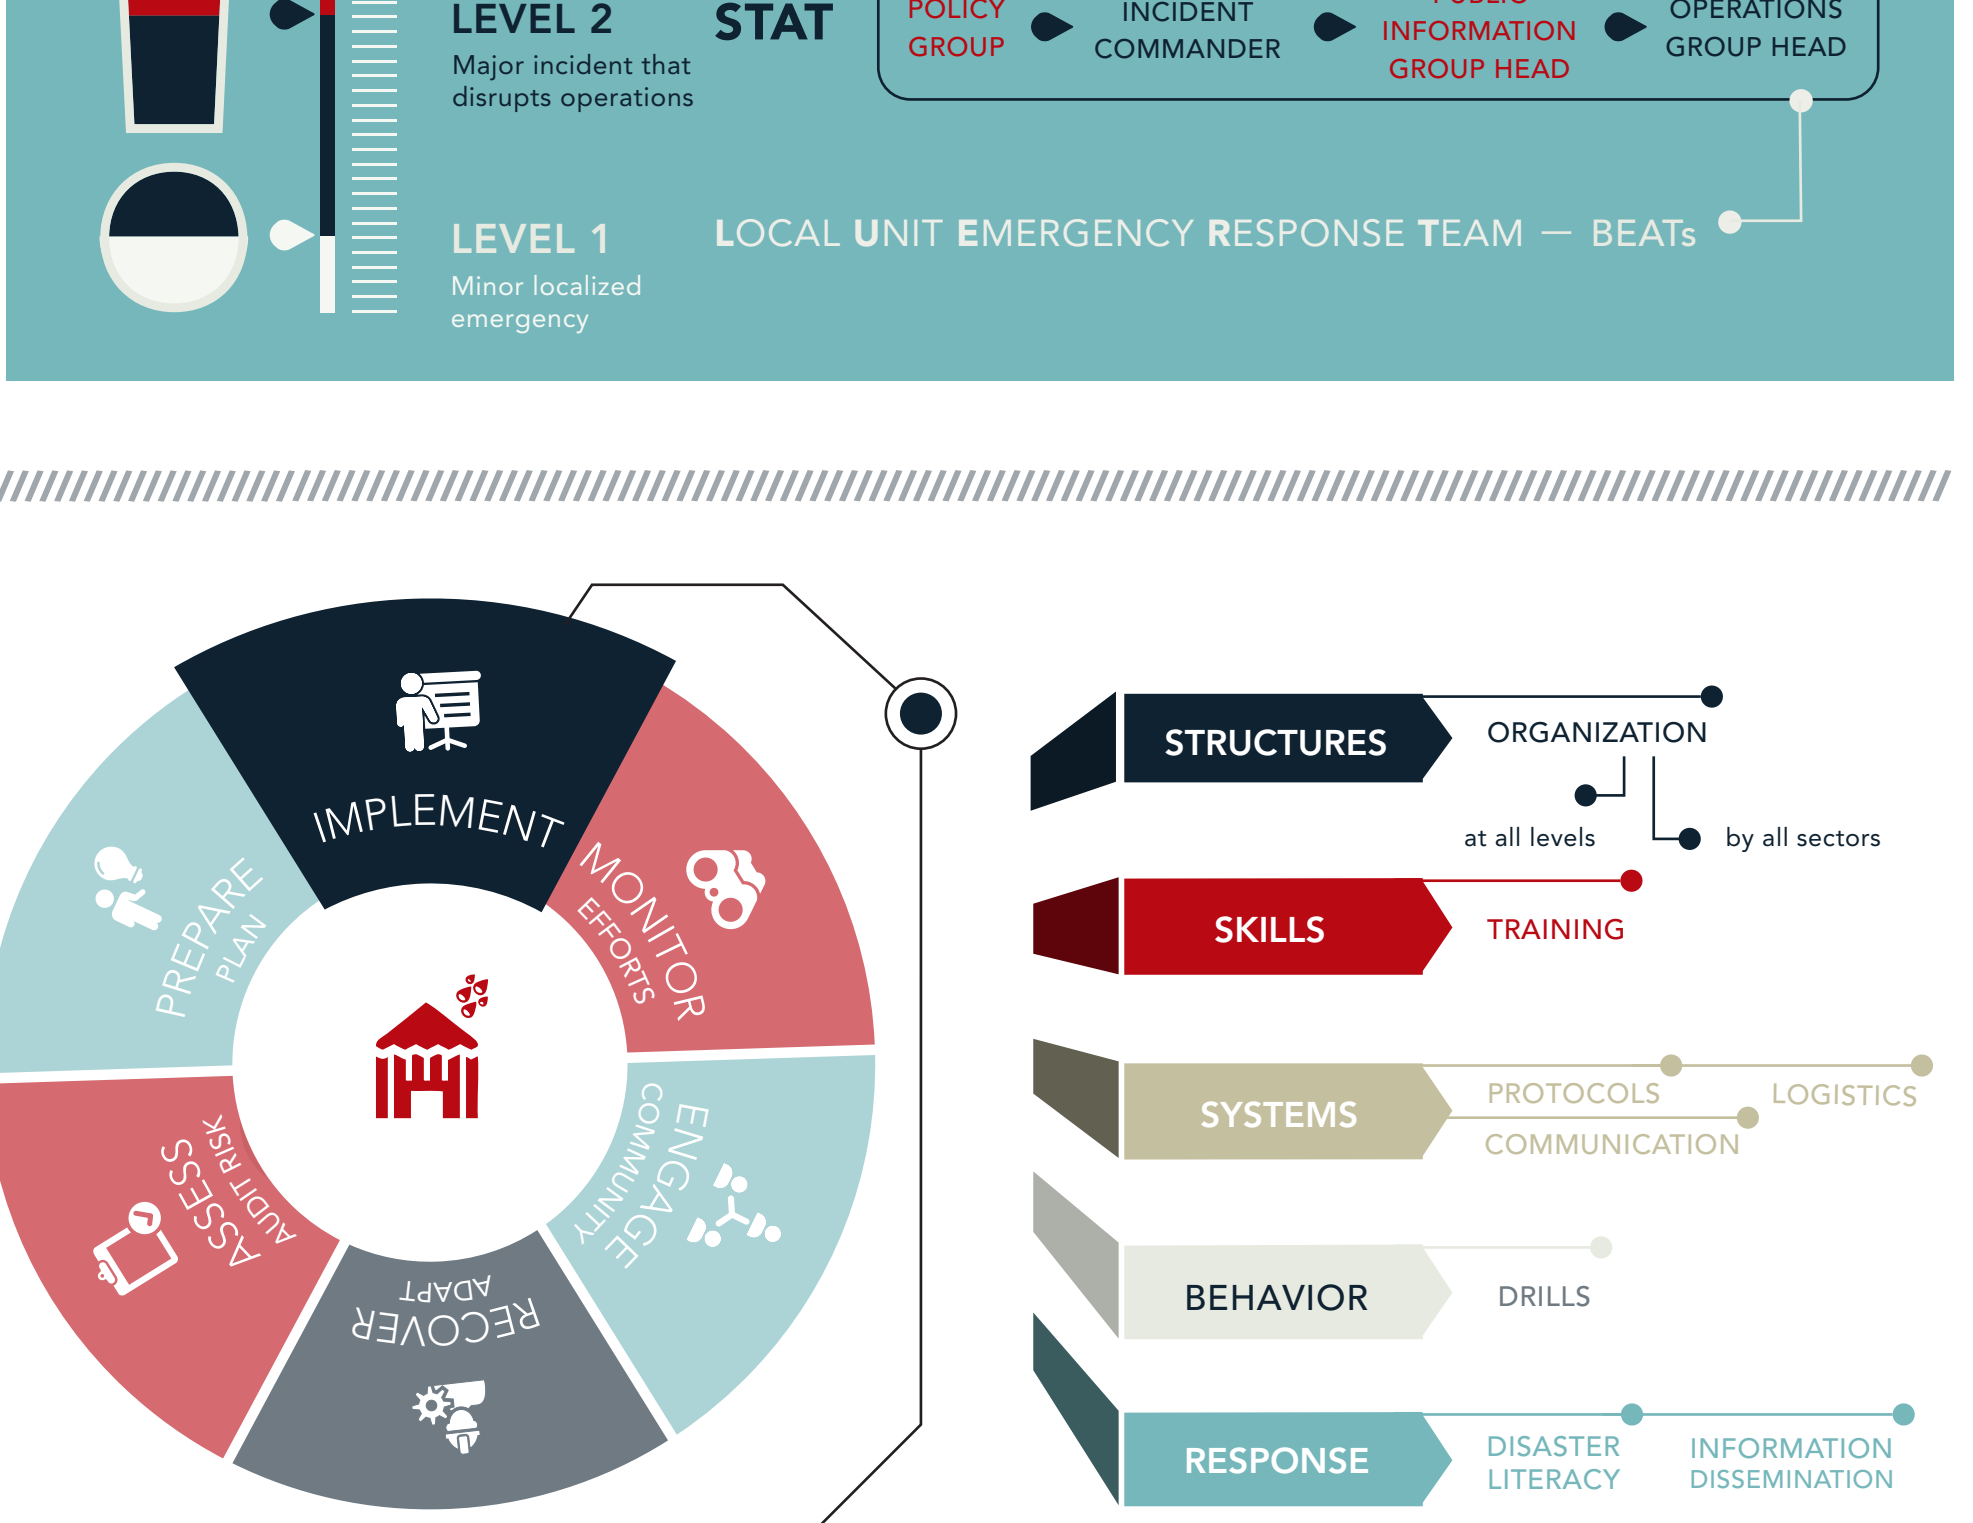 LEVEL 2
Major incident that
disrupts operations
STAT
POLICY
GROUP
INCIDENT
COMMANDER
PUBLIC
INFORMATION
GROUP HEAD
OPERATIONS
GROUP HEAD
LEVEL 1
Minor localized
emergency
LOCAL UNIT EMERGENCY RESPONSE TEAM — BEATs
IMPLEMENT
MONITOR
EFFORTS
ENGAGE
COMMUNITY
RECOVER
ADAPT
ASSESS
AUDIT RISK
PREPARE
PLAN
STRUCTURES
ORGANIZATION
at all levels
by all sectors
SKILLS
TRAINING
SYSTEMS
PROTOCOLS
LOGISTICS
COMMUNICATION
BEHAVIOR
DRILLS
RESPONSE
DISASTER
LITERACY
INFORMATION
DISSEMINATION